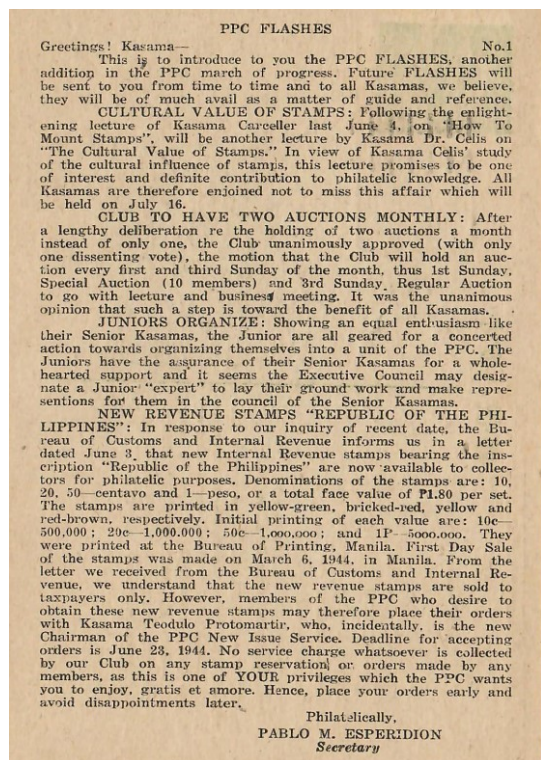 PPC FLASHES
Greetings! Kasama— No.1
This is to introduce to you the PPC FLASHES, another
addition in the PPC march of progress. Future FLASHES will
be sent to you from time to time and to all Kasamas, we believe,
they will be of much avail as a matter of guide and reference.
CULTURAL VALUE OF STAMPS: Following the enlight-
ening lecture of Kasama Carceller last June 4, on "How To
Mount Stamps", will be another lecture by Kasama Dr. Celis on
"The Cultural Value of Stamps." In view of Kasama Celis' study
of the cultural influence of stamps, this lecture promises to be one
of interest and definite contribution to philatelic knowledge. All
Kasamas are therefore enjoined not to miss this affair which will
be held on July 16.
CLUB TO HAVE TWO AUCTIONS MONTHLY: After
a lengthy deliberation re the holding of two auctions a month
instead of only one, the Club unanimously approved (with only
one dissenting vote), the motion that the Club will hold an auc-
tion every first and third Sunday of the month, thus 1st Sunday,
Special Auction (10 members) and 3rd Sunday, Regular Auction
to go with lecture and business meeting. It was the unanimous
opinion that such a step is toward the benefit of all Kasamas.
JUNIORS ORGANIZE: Showing an equal enthusiasm like
their Senior Kasamas, the Junior are all geared for a concerted
action towards organizing themselves into a unit of the PPC. The
Juniors have the assurance of their Senior Kasamas for a whole-
hearted support and it seems the Executive Council may desig-
nate a Junior "expert" to lay their ground work and make repre-
sentions for them in the council of the Senior Kasamas.
NEW REVENUE STAMPS "REPUBLIC OF THE PHI-
LIPPINES": In response to our inquiry of recent date, the Bu-
reau of Customs and Internal Revenue informs us in a letter
dated June 3, that new Internal Revenue stamps bearing the ins-
cription "Republic of the Philippines" are now available to collec-
tors for philatelic purposes. Denominations of the stamps are: 10,
20, 50—centavo and 1—peso, or a total face value of P1.80 per set.
The stamps are printed in yellow-green, bricked-red, yellow and
red-brown, respectively. Initial printing of each value are: 10c—
500,000; 20c—1,000.000; 50c—1,000,000; and 1P—5000.000. They
were printed at the Bureau of Printing, Manila. First Day Sale
of the stamps was made on March 6, 1944, in Manila. From the
letter we received from the Bureau of Customs and Internal Re-
venue, we understand that the new revenue stamps are sold to
taxpayers only. However, members of the PPC who desire to
obtain these new revenue stamps may therefore place their orders
with Kasama Teodulo Protomartir, who, incidentally, is the new
Chairman of the PPC New Issue Service. Deadline for accepting
orders is June 23, 1944. No service charge whatsoever is collected
by our Club on any stamp reservation or orders made by any
members, as this is one of YOUR privileges which the PPC wants
you to enjoy, gratis et amore. Hence, place your orders early and
avoid disappointments later.
Philatelically,
PABLO M. ESPERIDION
Secretary